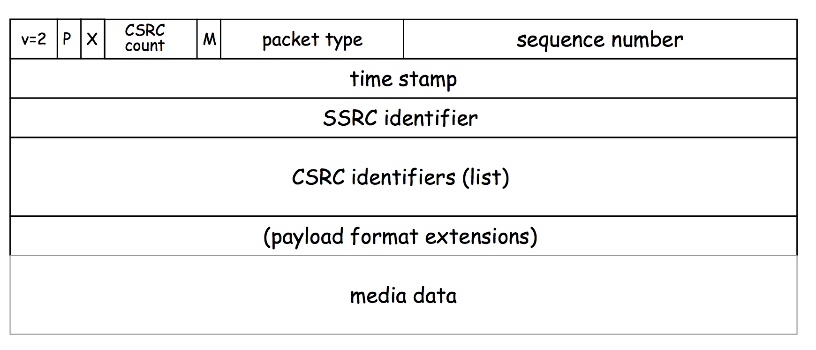 v=2 P X CSRC count M packet type sequence number
time stamp
SSRC identifier
CSRC identifiers (list)
(payload format extensions)
media data